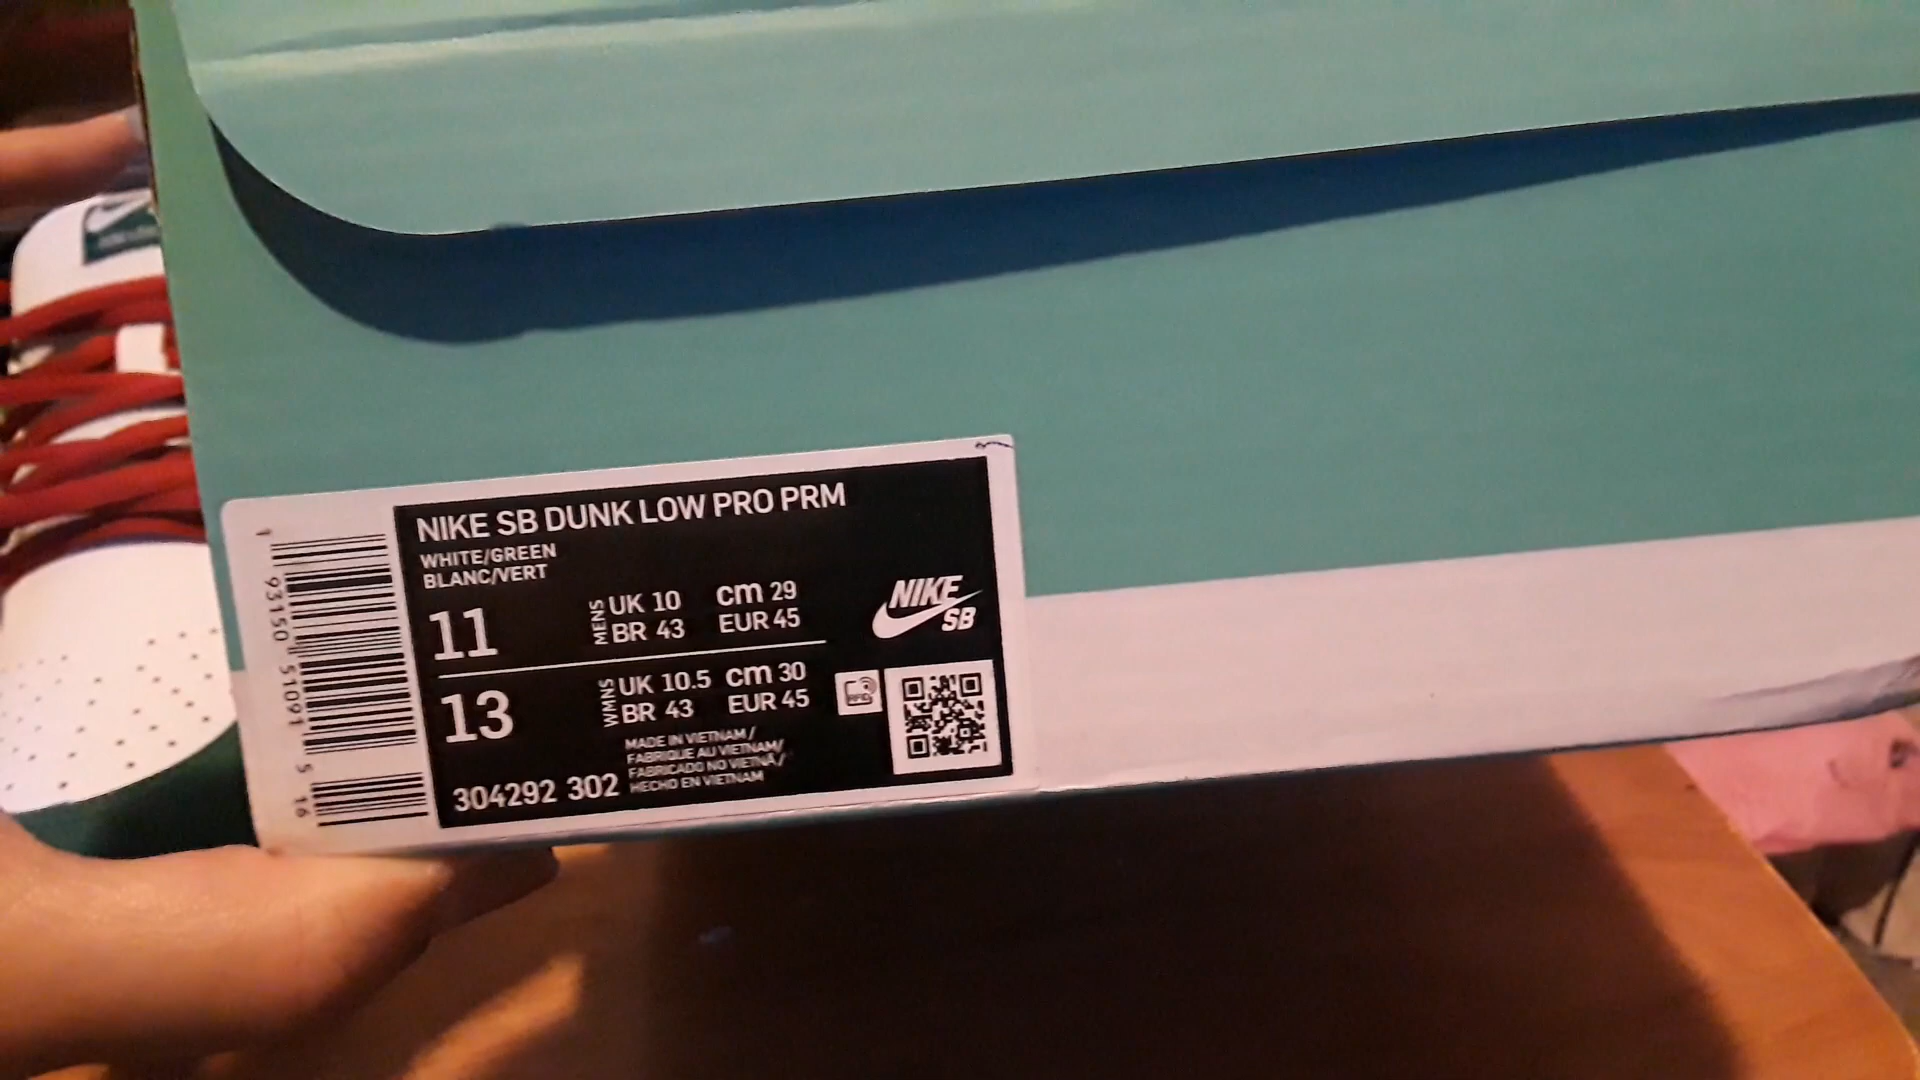 NIKE SB DUNK LOW PRO PRM
WHITE/GREEN
BLANC/VERT
11 MENS UK 10 cm 29
BR 43 EUR 45
NIKE
SB
13 WMNS UK 10.5 cm 30
BR 43 EUR 45
RFID
MADE IN VIETNAM /
FABRIQUE AU VIETNAM/
FABRICADO NO VIETNÃ/
HECHO EN VIETNAM
304292 302
1 93150 51091 5 16